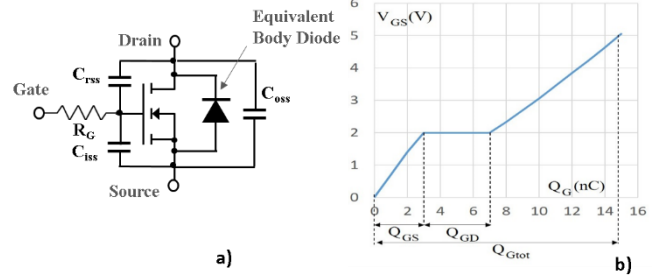 Equivalent
Body Diode
Drain
Crss
Gate
Coss
RG
Ciss
Source
a)
VGS(V)
6
5
4
3
2
1
0
QG(nC)
0 2 4 6 8 10 12 14 16
QGS QGD
QGtot
b)